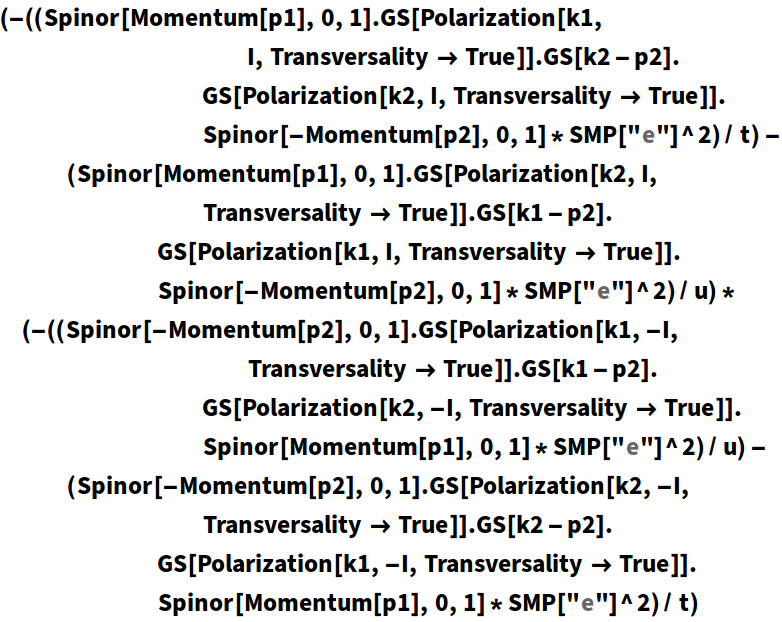 (−((Spinor[Momentum[p1], 0, 1].GS[Polarization[k1,
I, Transversality → True]].GS[k2 − p2].
GS[Polarization[k2, I, Transversality → True]].
Spinor[−Momentum[p2], 0, 1] * SMP["e"] ^ 2) / t) −
(Spinor[Momentum[p1], 0, 1].GS[Polarization[k2, I,
Transversality → True]].GS[k1 − p2].
GS[Polarization[k1, I, Transversality → True]].
Spinor[−Momentum[p2], 0, 1] * SMP["e"] ^ 2) / u) *
(−((Spinor[−Momentum[p2], 0, 1].GS[Polarization[k1, −I,
Transversality → True]].GS[k1 − p2].
GS[Polarization[k2, −I, Transversality → True]].
Spinor[Momentum[p1], 0, 1] * SMP["e"] ^ 2) / u) −
(Spinor[−Momentum[p2], 0, 1].GS[Polarization[k2, −I,
Transversality → True]].GS[k2 − p2].
GS[Polarization[k1, −I, Transversality → True]].
Spinor[Momentum[p1], 0, 1] * SMP["e"] ^ 2) / t)